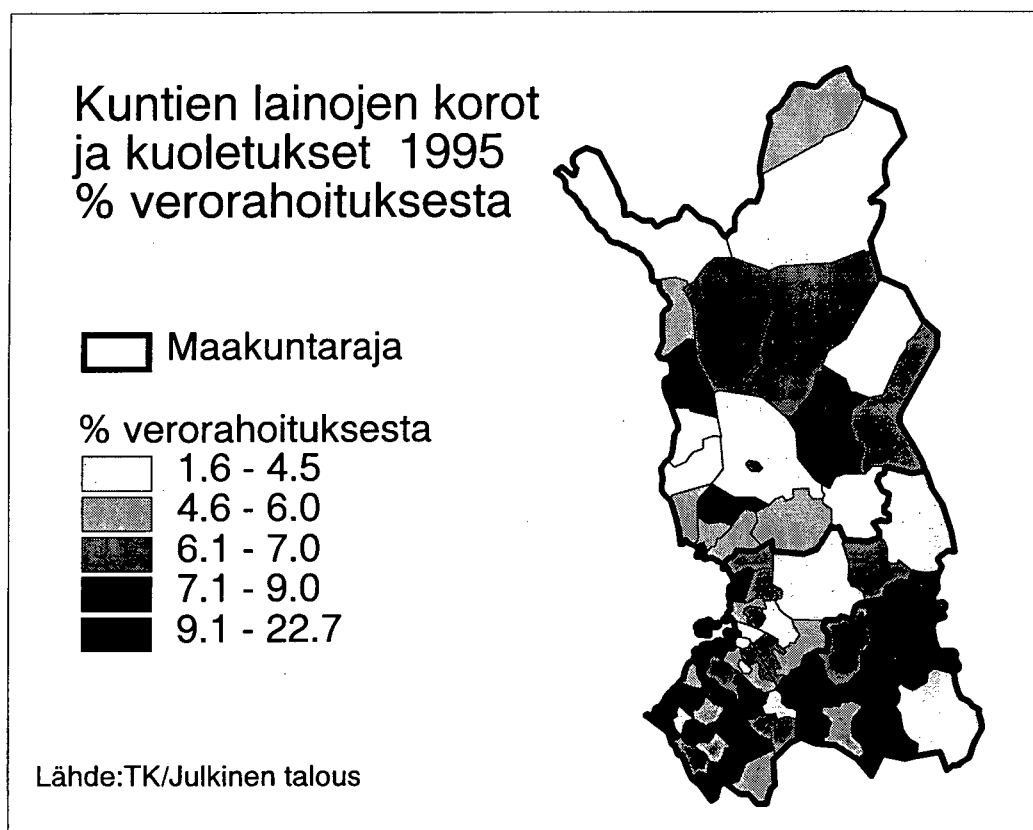 Kuntien lainojen korot
ja kuoletukset 1995
% verorahoituksesta
Maakuntaraja
% verorahoituksesta
1.6 - 4.5
4.6 - 6.0
6.1 - 7.0
7.1 - 9.0
9.1 - 22.7
Lähde:TK/Julkinen talous